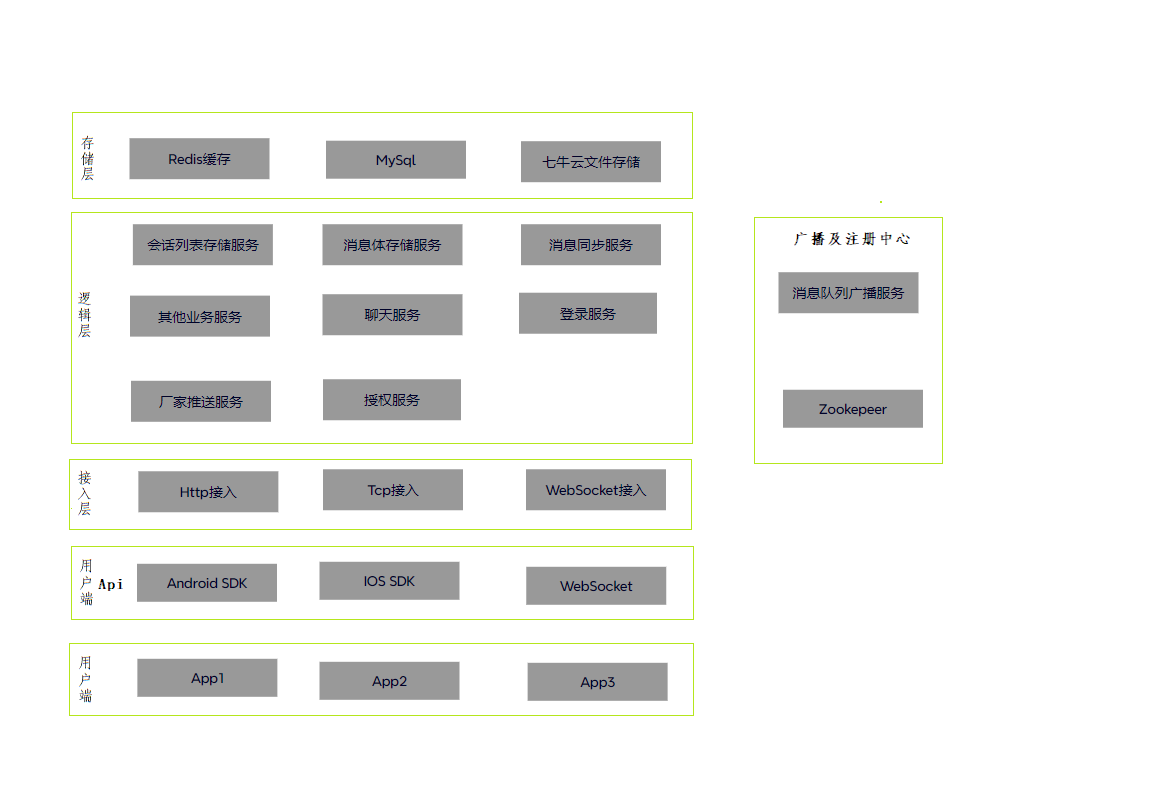 存储层
Redis缓存
MySql
七牛云文件存储
逻辑层
会话列表存储服务
消息体存储服务
消息同步服务
其他业务服务
聊天服务
登录服务
厂家推送服务
授权服务
接入层
Http接入
Tcp接入
WebSocket接入
用户端 Api
Android SDK
IOS SDK
WebSocket
用户端
App1
App2
App3
广播及注册中心
消息队列广播服务
Zookepeer